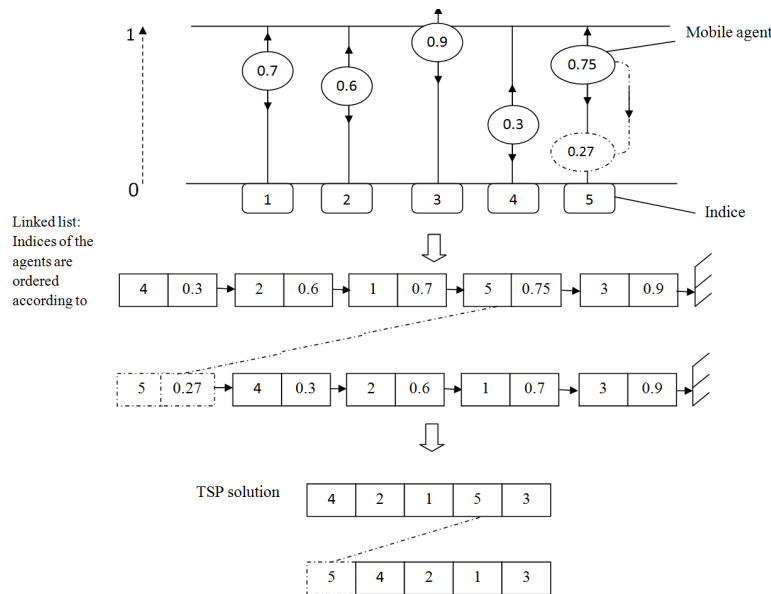 1
0.7
0.6
0.9
0.3
0.75
0.27
Mobile agent
0
1
2
3
4
5
Indice
Linked list:
Indices of the
agents are
ordered
according to
4 0.3 2 0.6 1 0.7 5 0.75 3 0.9
5 0.27 4 0.3 2 0.6 1 0.7 3 0.9
TSP solution
4 2 1 5 3
5 4 2 1 3